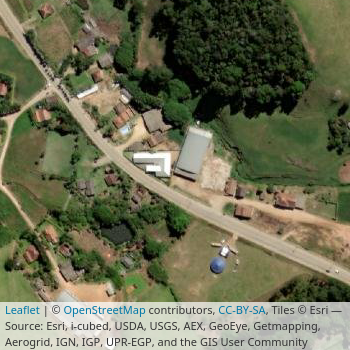 Leaflet | © OpenStreetMap contributors, CC-BY-SA, Tiles © Esri —
Source: Esri, i-cubed, USDA, USGS, AEX, GeoEye, Getmapping,
Aerogrid, IGN, IGP, UPR-EGP, and the GIS User Community